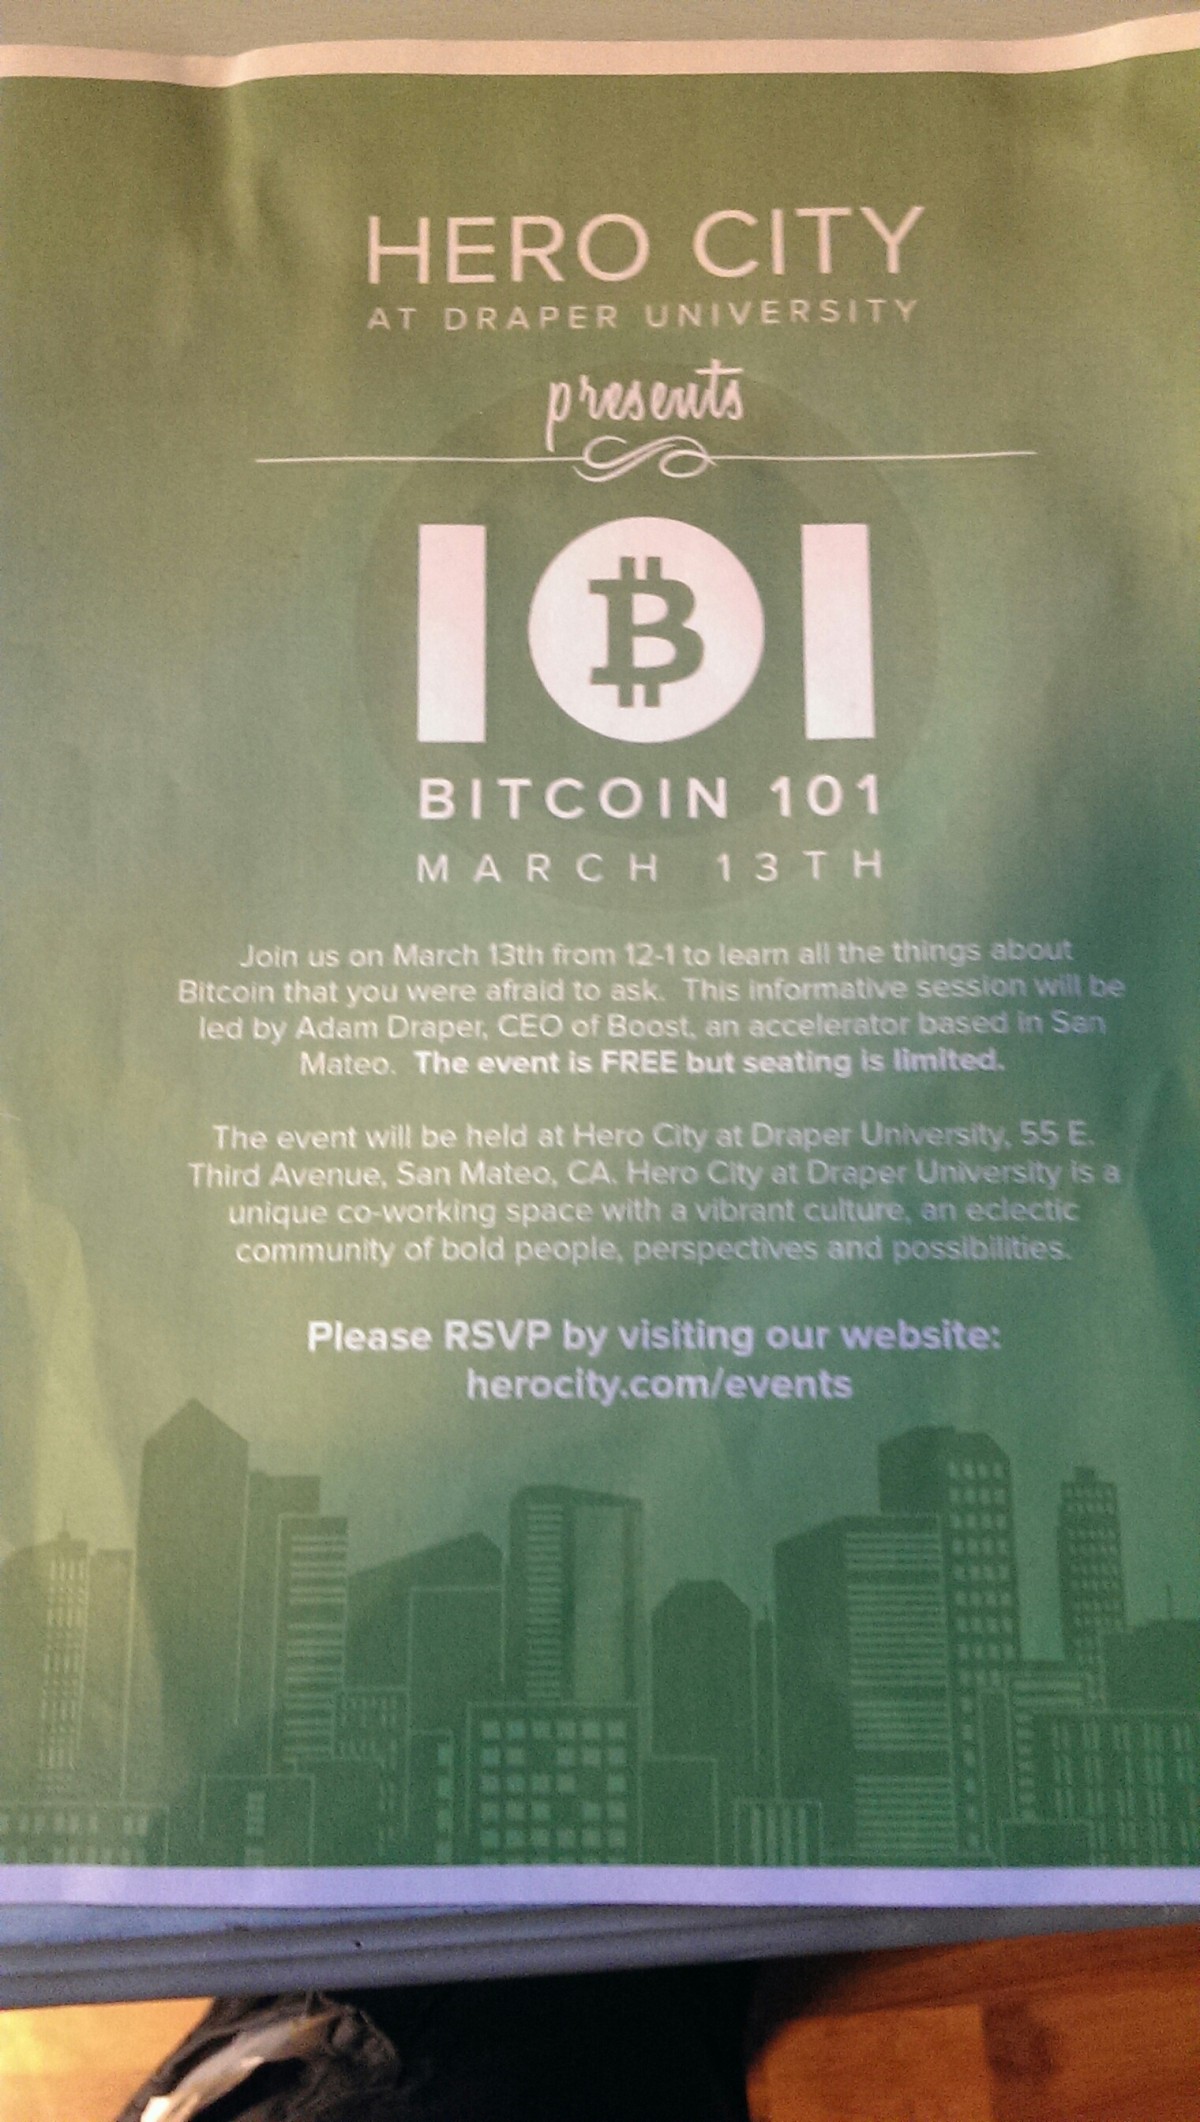 HERO CITY
AT DRAPER UNIVERSITY
presents
101
BITCOIN 101
MARCH 13TH
Join us on March 13th from 12-1 to learn all the things about
Bitcoin that you were afraid to ask. This informative session will be
led by Adam Draper, CEO of Boost, an accelerator based in San
Mateo. The event is FREE but seating is limited.
The event will be held at Hero City at Draper University, 55 E.
Third Avenue, San Mateo, CA. Hero City at Draper University is a
unique co-working space with a vibrant culture, an eclectic
community of bold people, perspectives and possibilities.
Please RSVP by visiting our website:
herocity.com/events